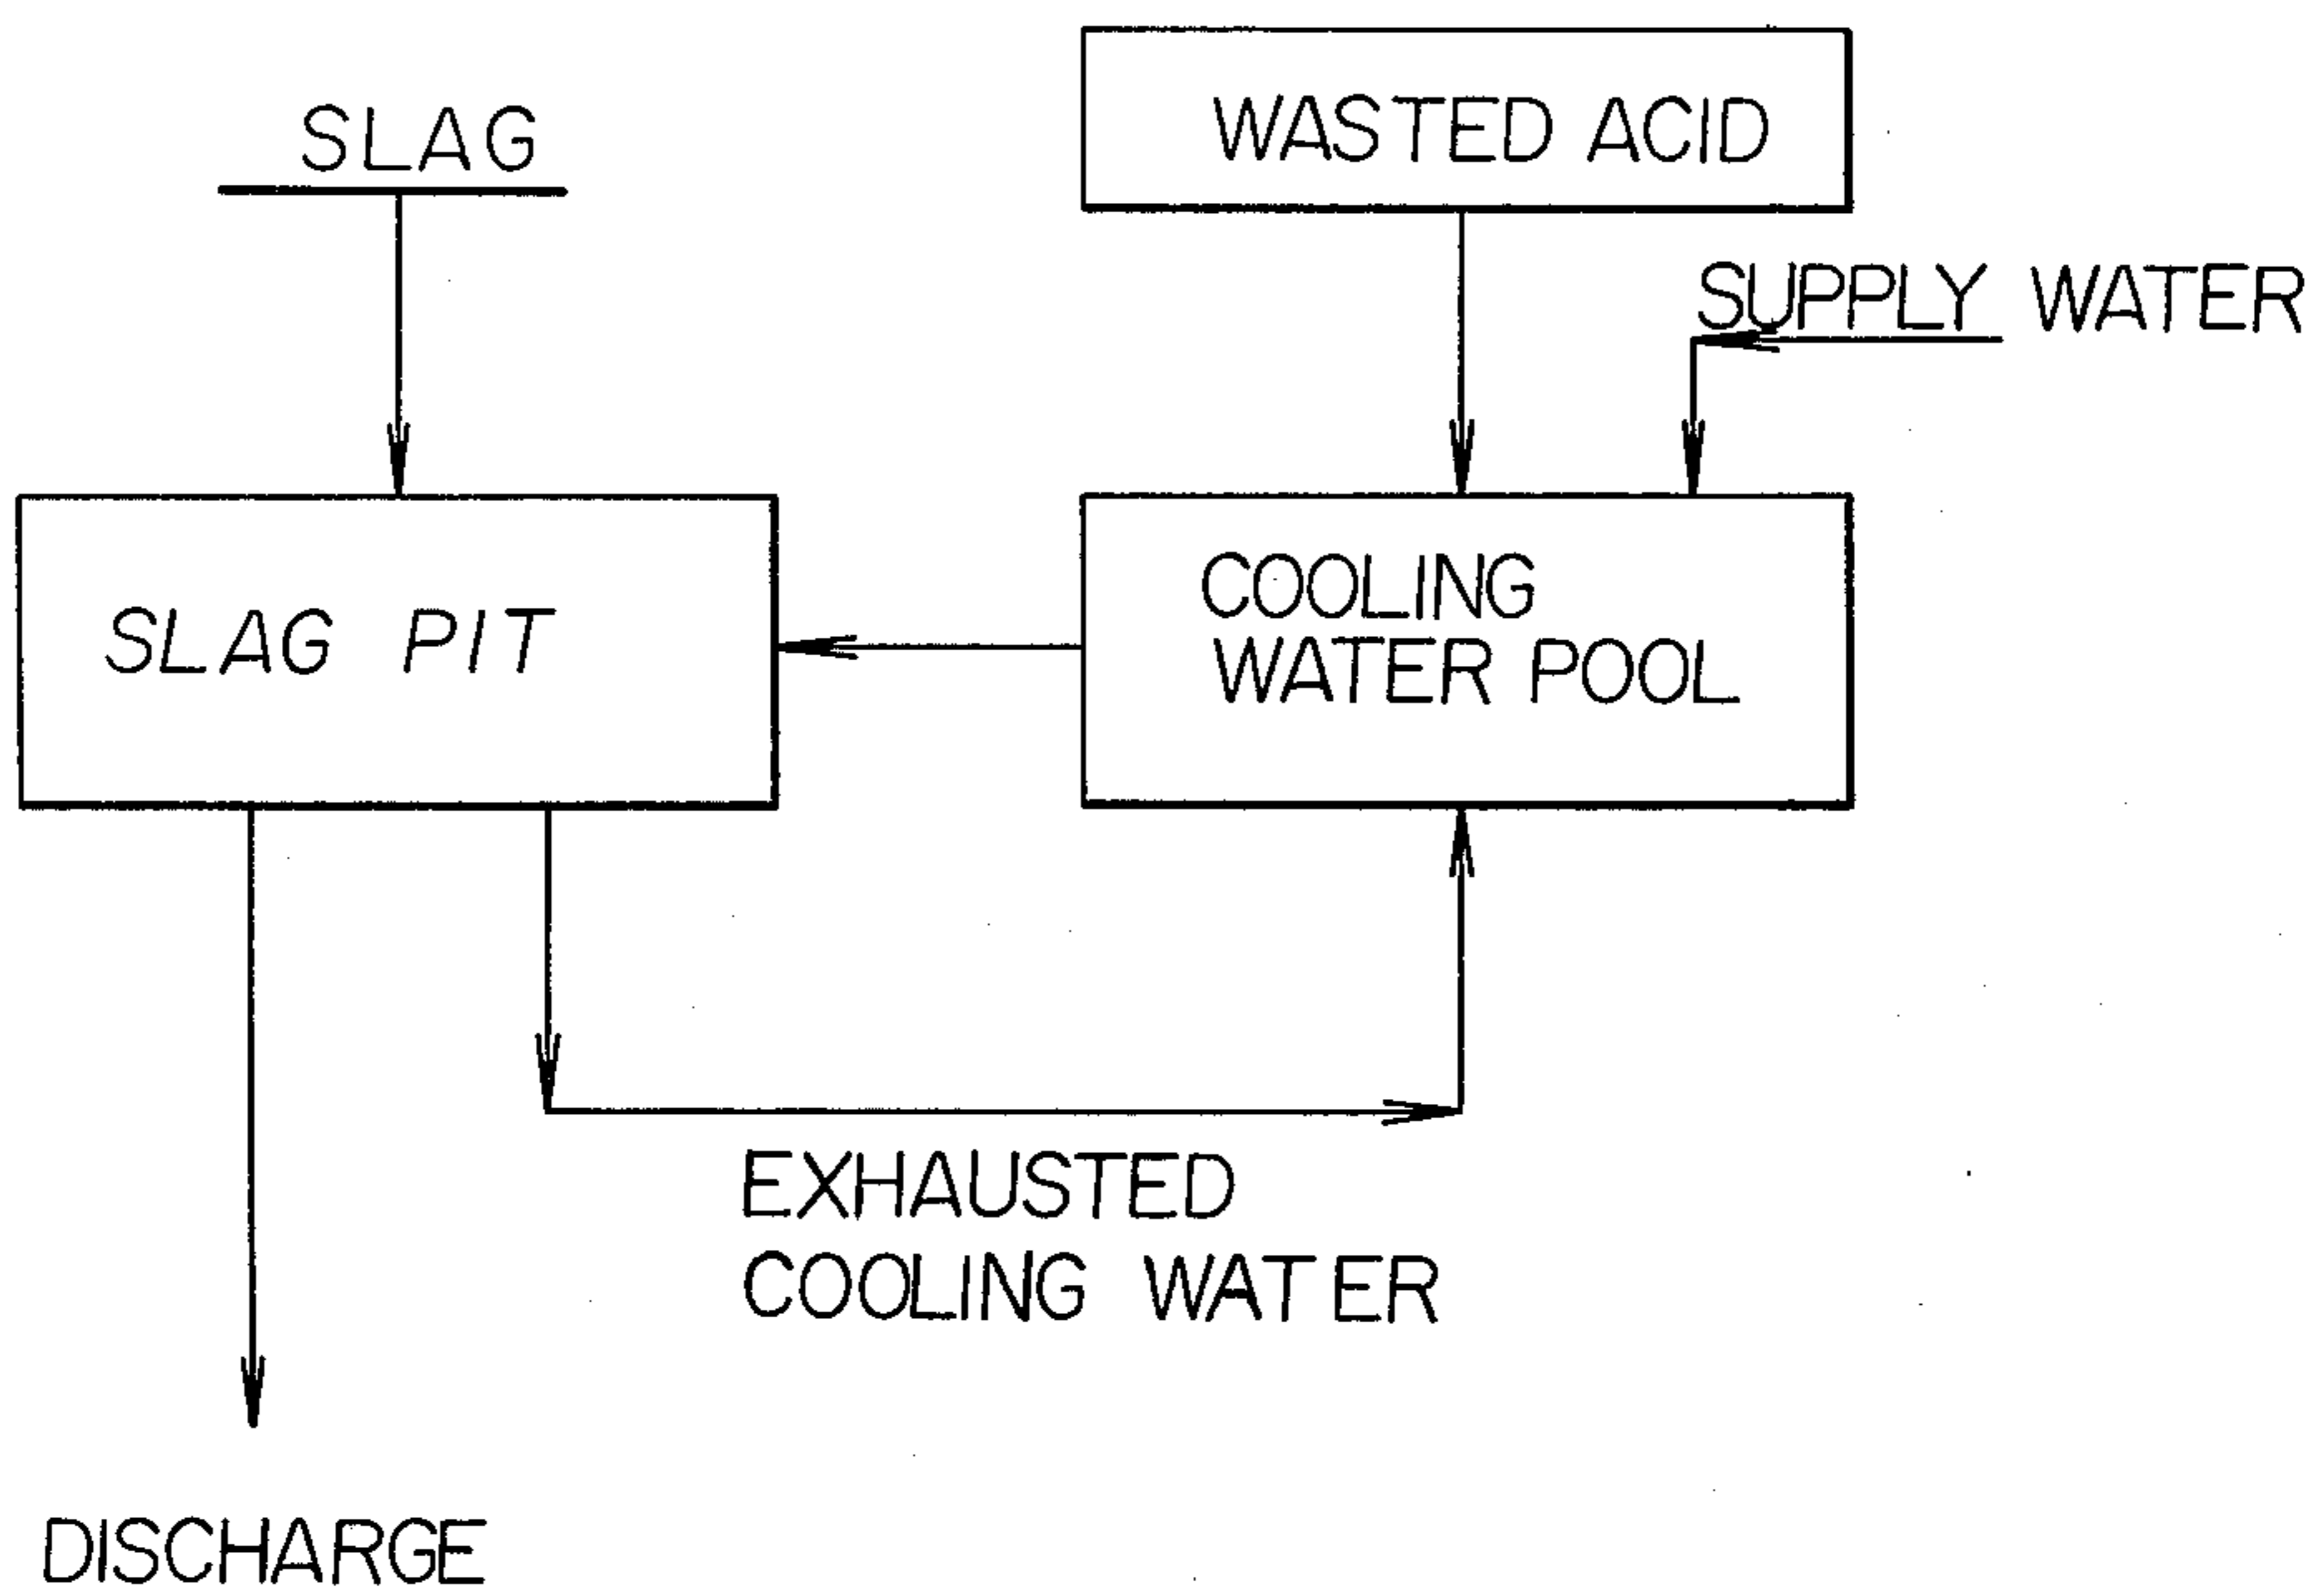 SLAG
WASTED ACID
SUPPLY WATER
SLAG PIT
COOLING
WATER POOL
EXHAUSTED
COOLING WATER
DISCHARGE